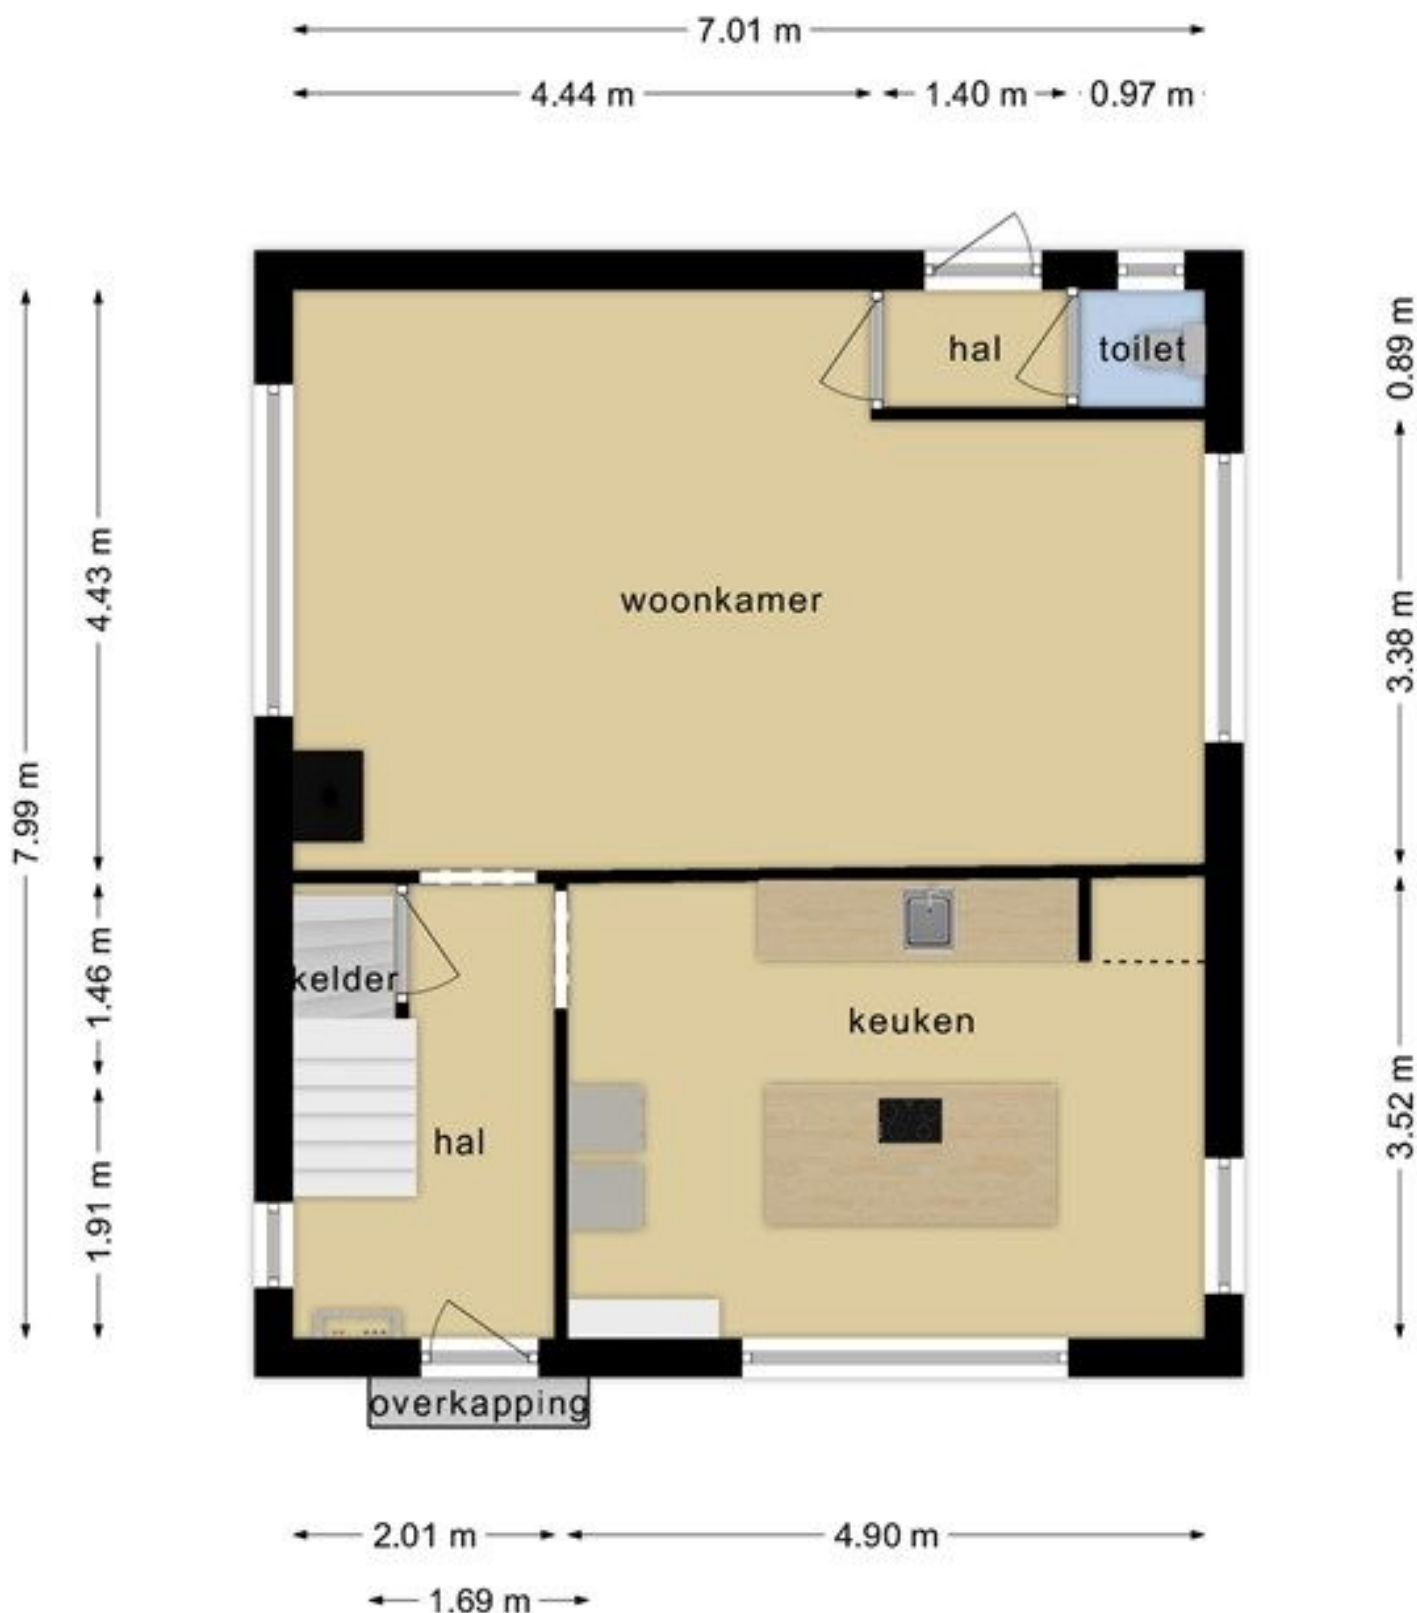 7.01 m
4.44 m
1.40 m
0.97 m
hal
toilet
0.89 m
4.43 m
woonkamer
3.38 m
7.99 m
kelder
1.46 m
keuken
hal
1.91 m
3.52 m
overkapping
2.01 m
4.90 m
1.69 m